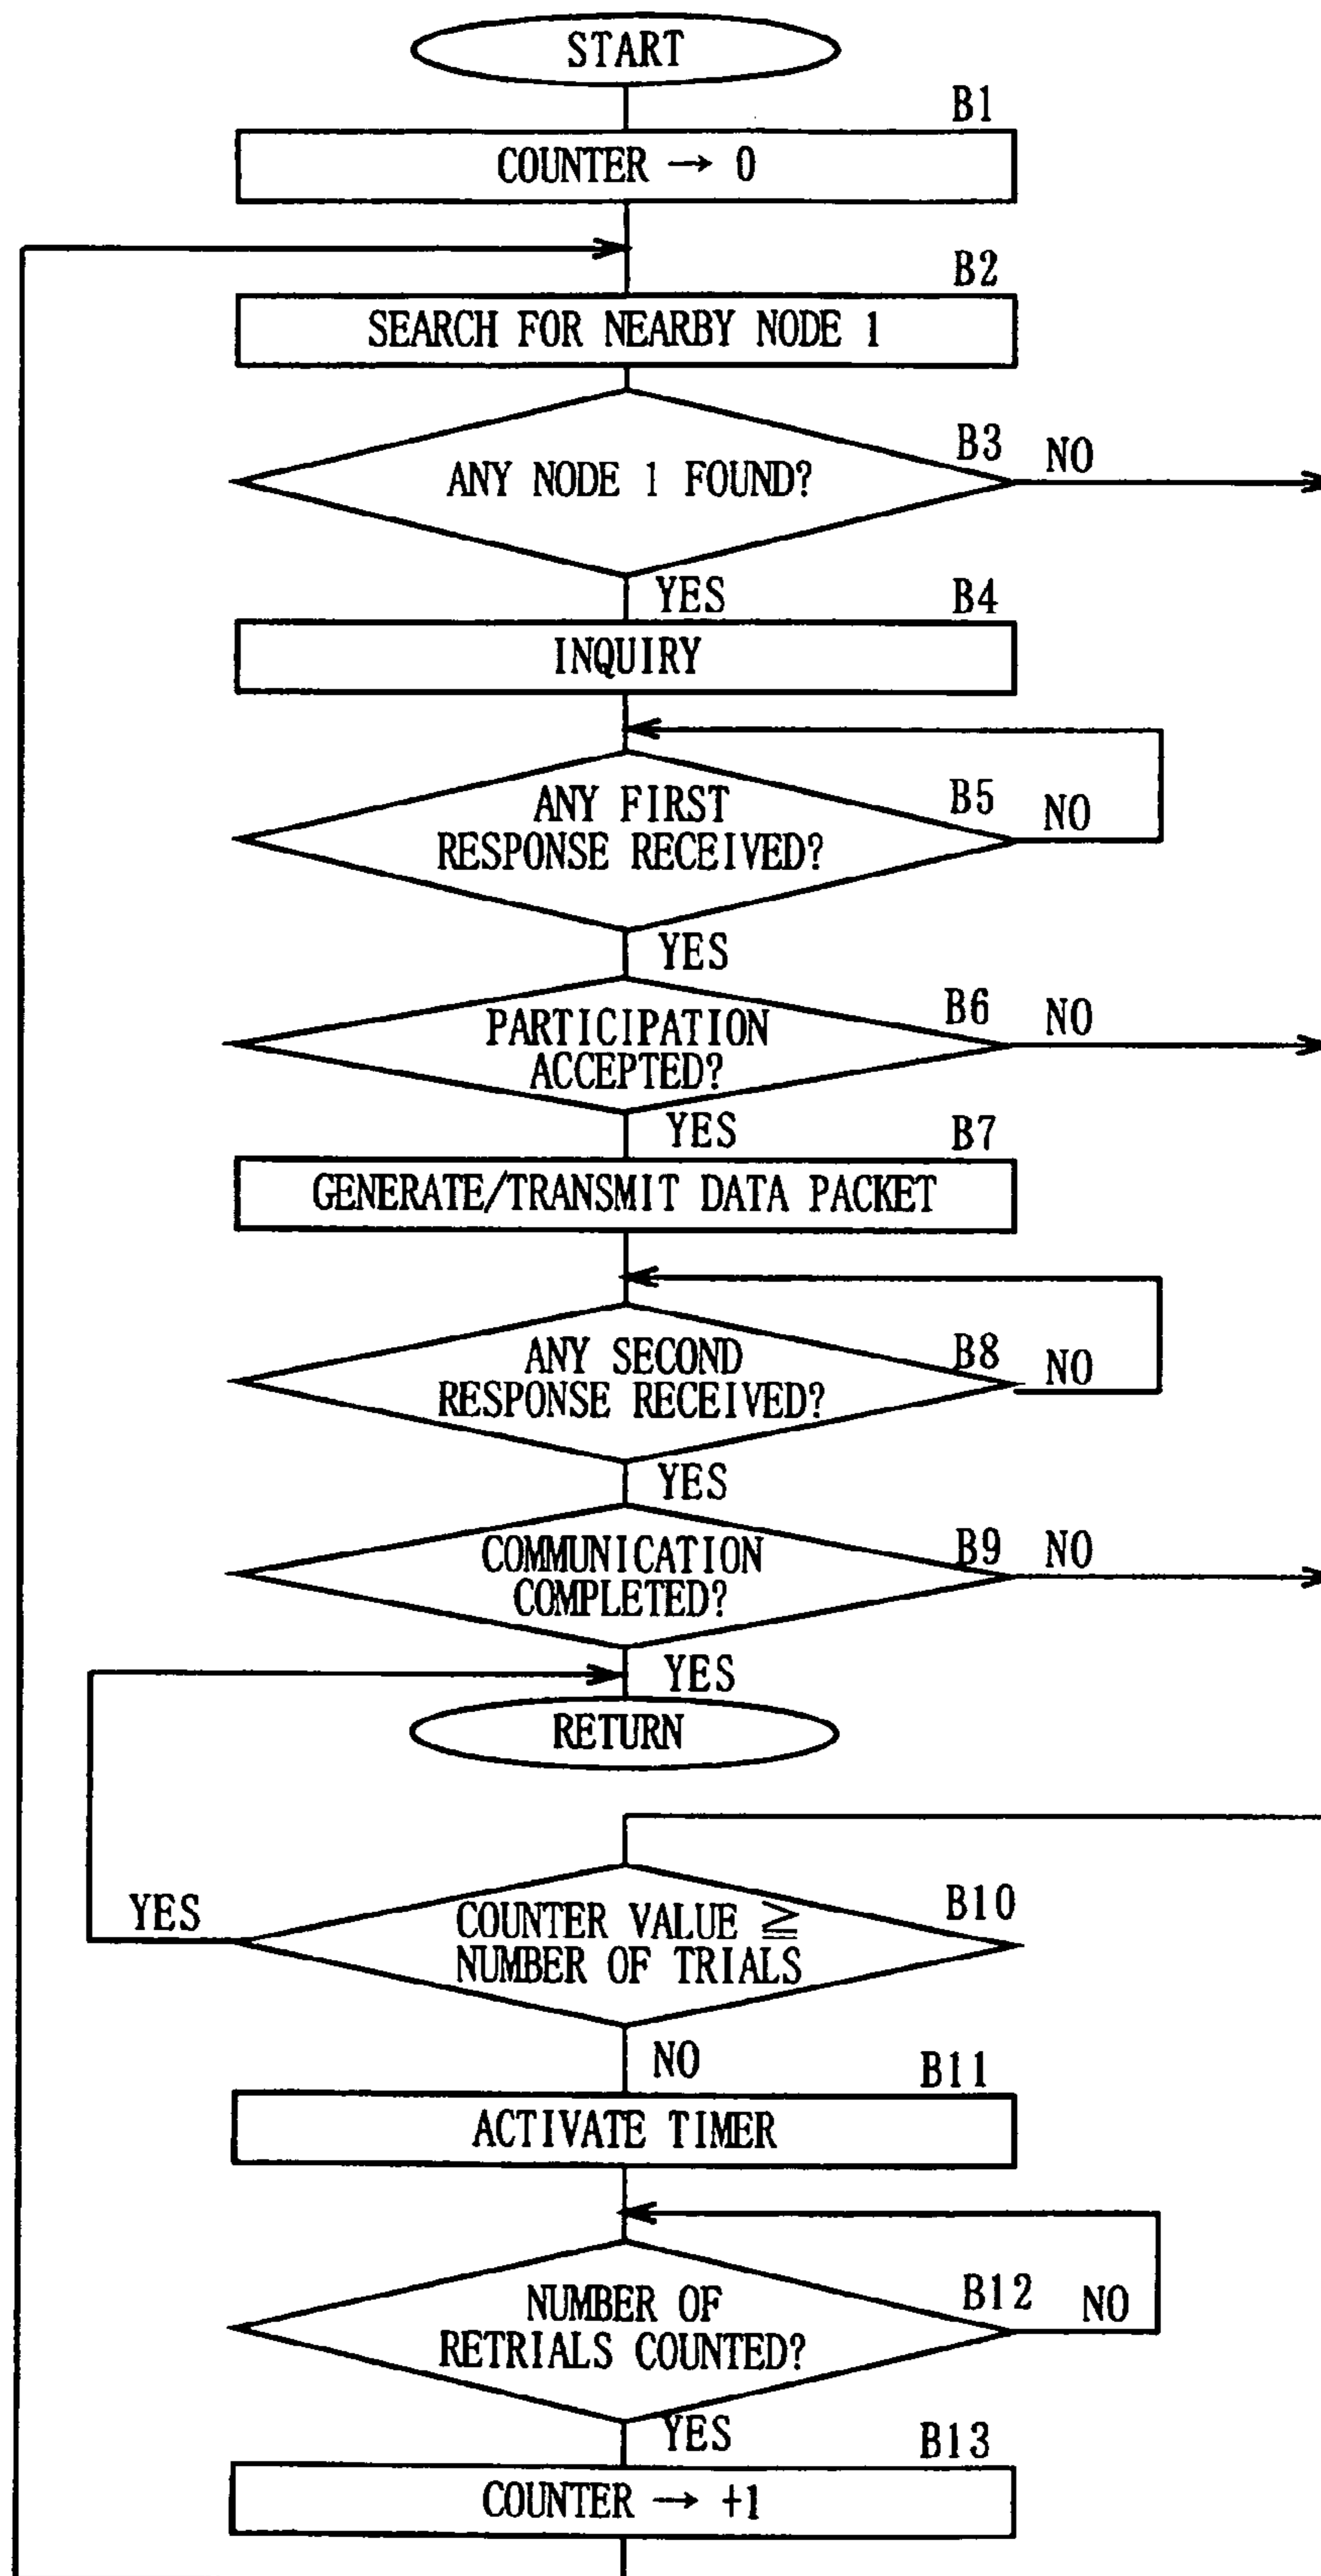 START
B1
COUNTER → 0
B2
SEARCH FOR NEARBY NODE 1
B3
NO
ANY NODE 1 FOUND?
YES
B4
INQUIRY
ANY FIRST
RESPONSE RECEIVED?
B5
NO
YES
PARTICIPATION
ACCEPTED?
B6
NO
YES
B7
GENERATE/TRANSMIT DATA PACKET
ANY SECOND
RESPONSE RECEIVED?
B8
NO
YES
COMMUNICATION
COMPLETED?
B9
NO
YES
RETURN
YES
COUNTER VALUE ≧
NUMBER OF TRIALS
B10
NO
B11
ACTIVATE TIMER
NUMBER OF
RETRIALS COUNTED?
B12
NO
YES
B13
COUNTER → +1